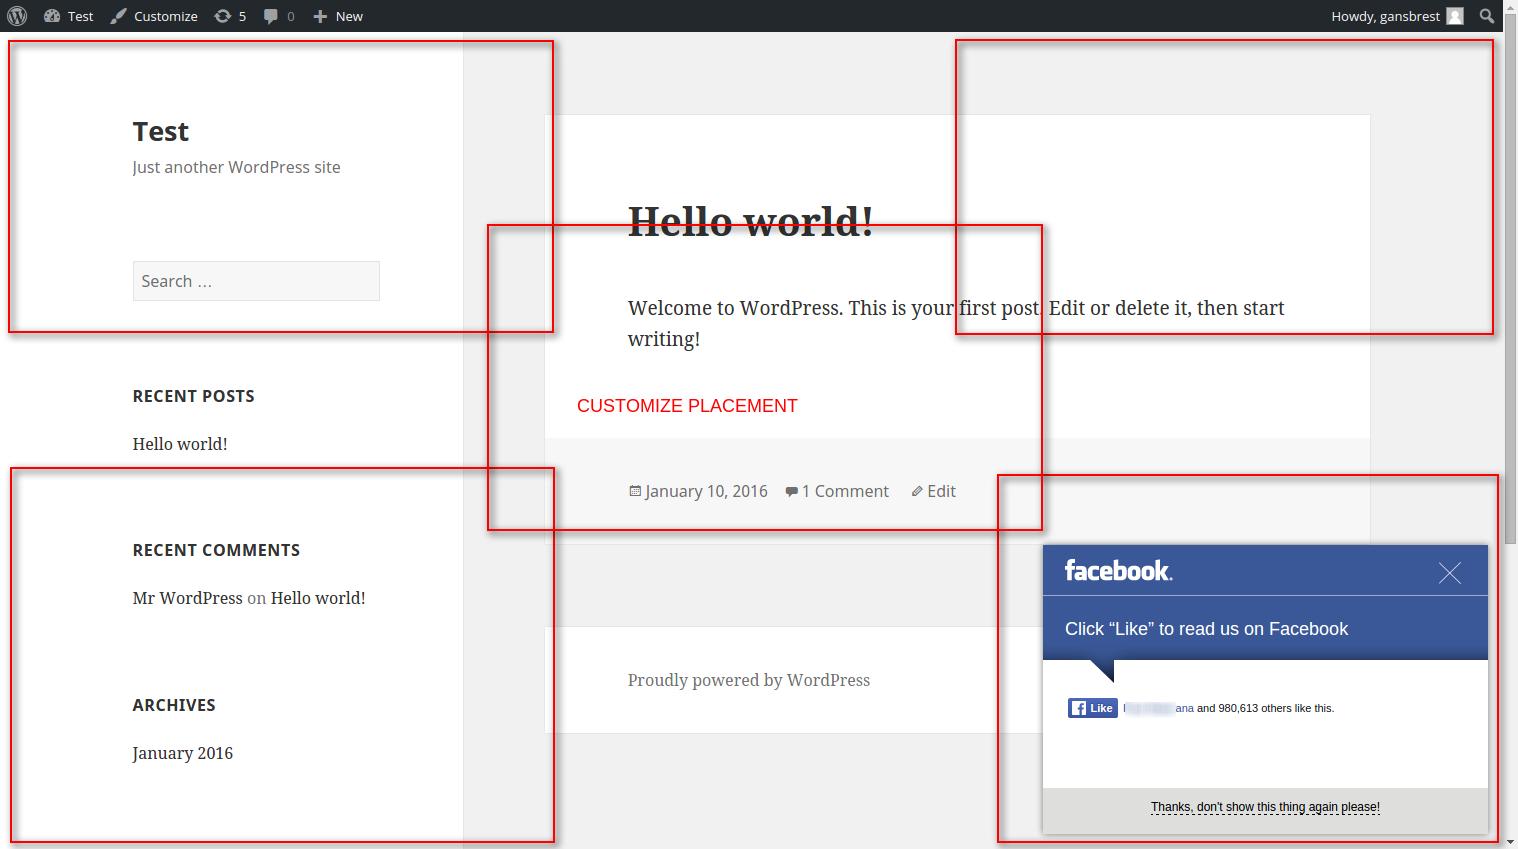 Test
Customize
5
0
New
Howdy, gansbrest
Test
Just another WordPress site
Search …
RECENT POSTS
Hello world!
RECENT COMMENTS
Mr WordPress on Hello world!
ARCHIVES
January 2016
Hello world!
Welcome to WordPress. This is your first post. Edit or delete it, then start
writing!
CUSTOMIZE PLACEMENT
January 10, 2016 1 Comment Edit
Proudly powered by WordPress
facebook.
Click “Like” to read us on Facebook
Like ana and 980,613 others like this.
Thanks, don't show this thing again please!